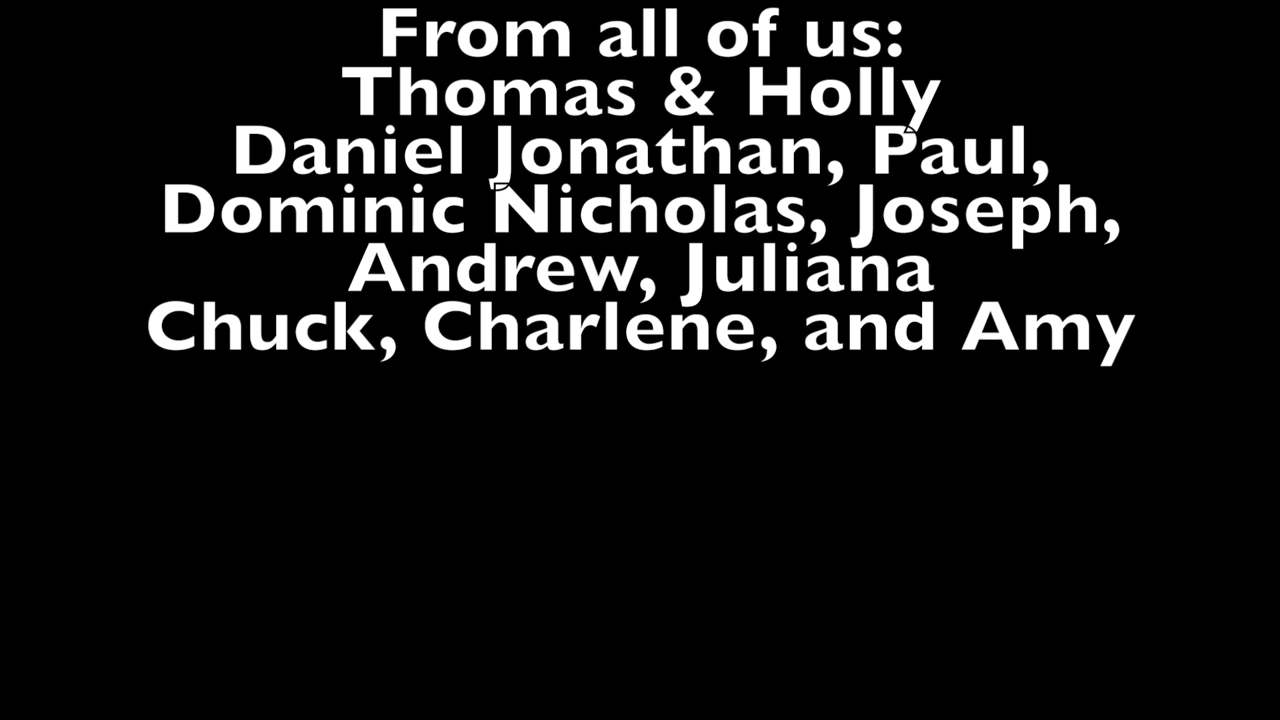 From all of us:
Thomas & Holly
Daniel Jonathan, Paul,
Dominic Nicholas, Joseph,
Andrew, Juliana
Chuck, Charlene, and Amy